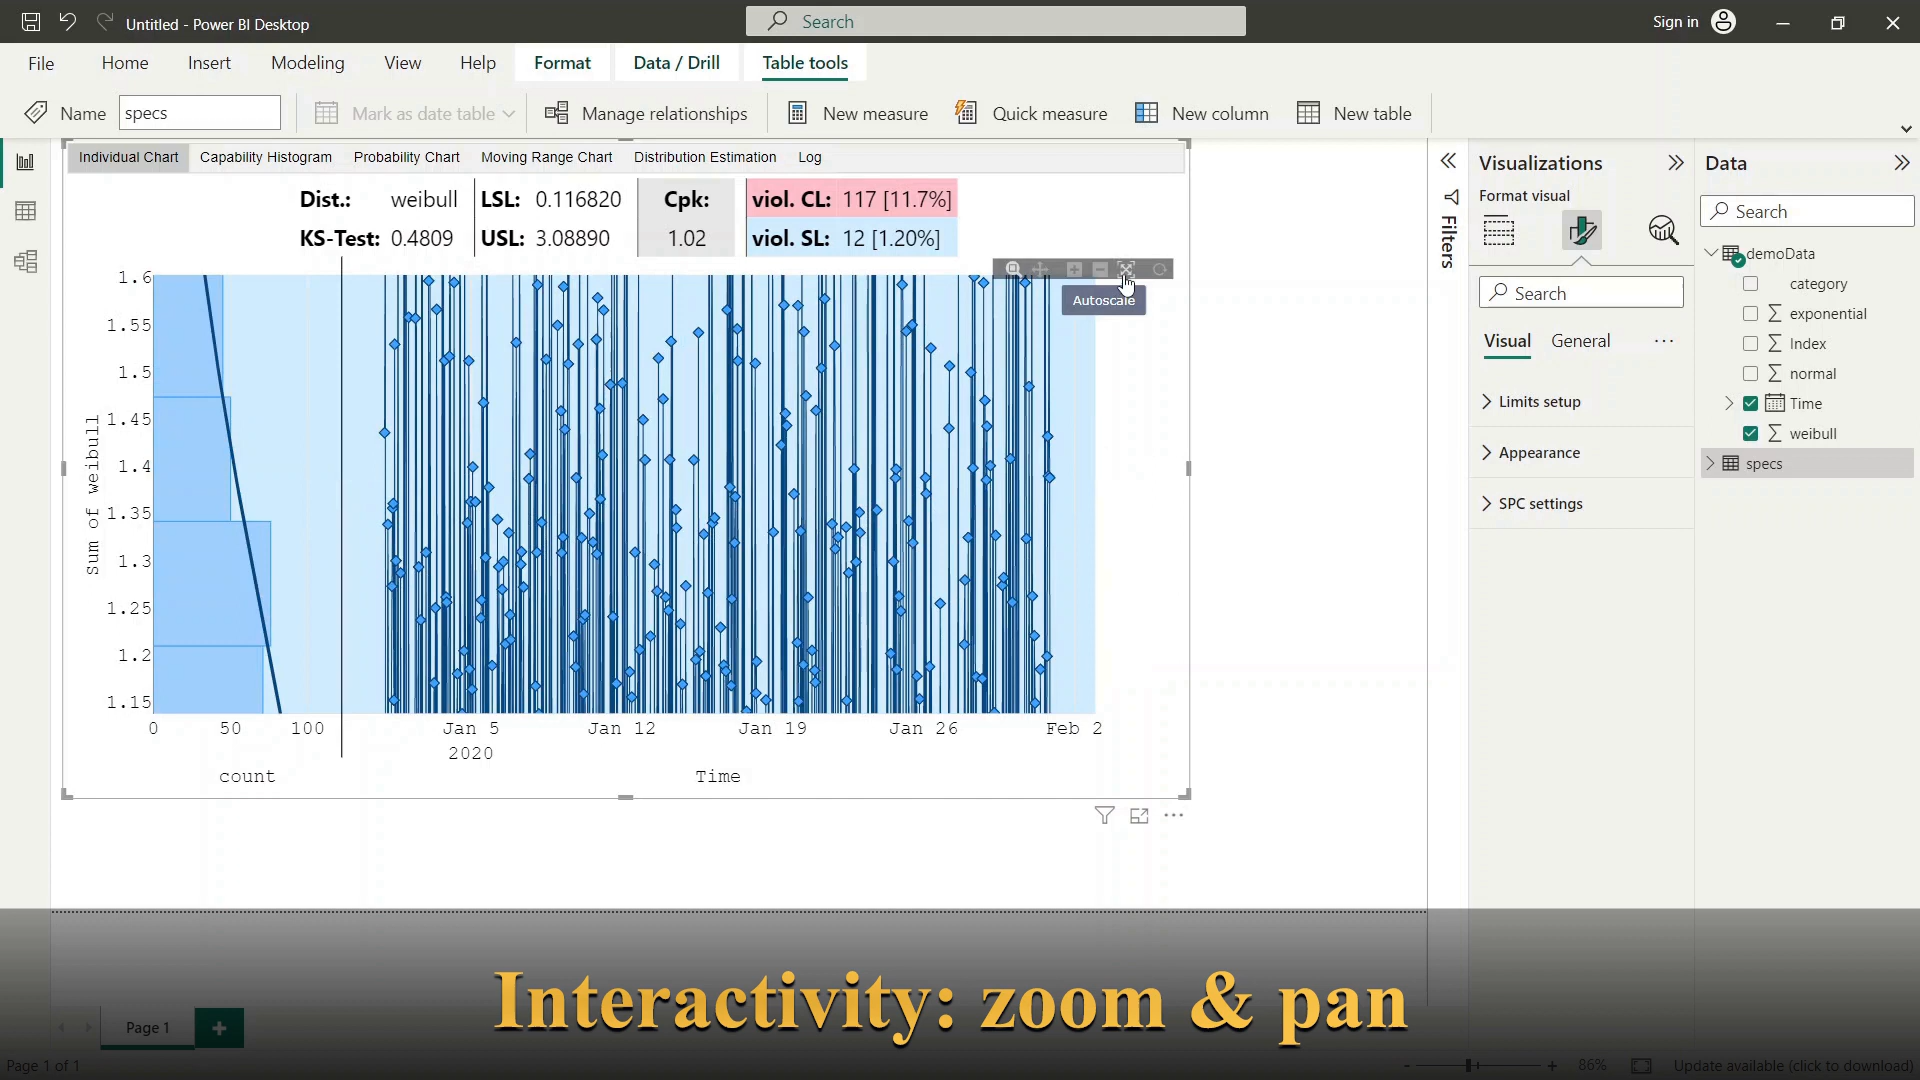 Untitled - Power BI Desktop
Search
Sign in
File Home Insert Modeling View Help Format Data / Drill Table tools
Name specs Mark as date table Manage relationships New measure Quick measure New column New table
Individual Chart Capability Histogram Probability Chart Moving Range Chart Distribution Estimation Log
Dist.: weibull LSL: 0.116820 Cpk: viol. CL: 117 [11.7%]
KS-Test: 0.4809 USL: 3.08890 1.02 viol. SL: 12 [1.20%]
Autoscale
1.6
1.55
1.5
1.45
1.4
1.35
1.3
1.25
1.2
1.15
Sum of weibull
0 50 100 Jan 5 Jan 12 Jan 19 Jan 26 Feb 2
2020
count Time
Filters
Visualizations
Format visual
Search
Visual General
Limits setup
Appearance
SPC settings
Data
Search
demoData
category
exponential
Index
normal
Time
weibull
specs
Interactivity: zoom & pan
Page 1
Page 1 of 1
- + 86% Update available (click to download)